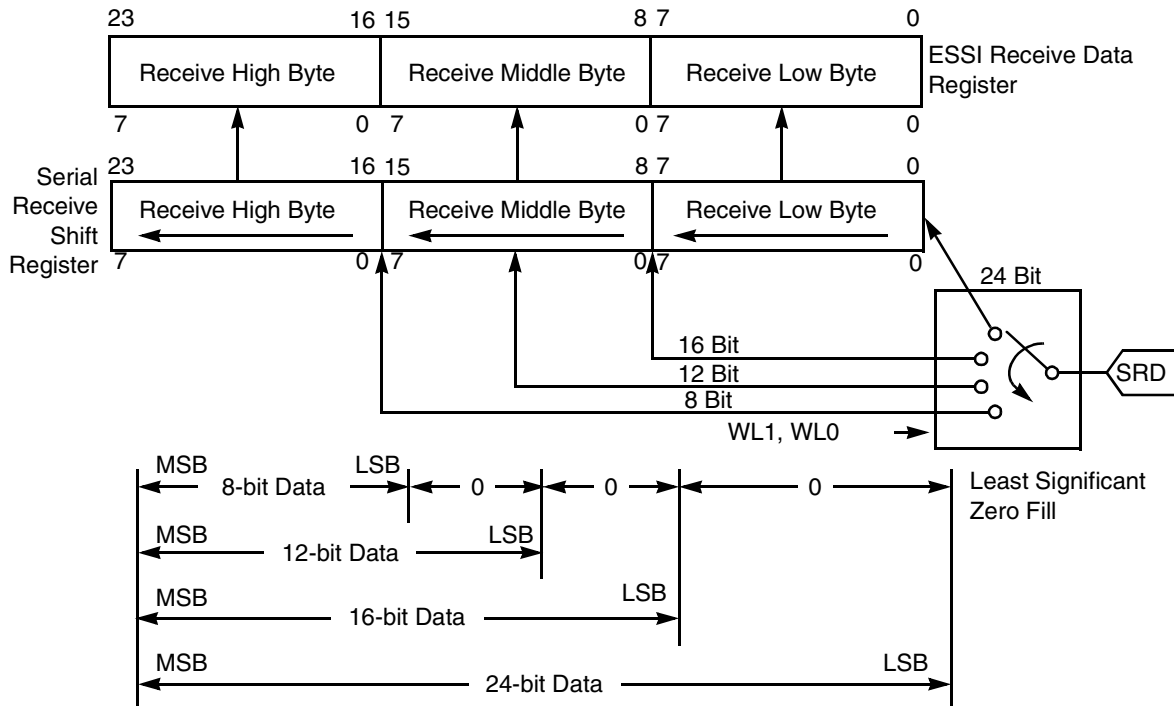 23 16 15 8 7 0
Receive High Byte Receive Middle Byte Receive Low Byte
ESSI Receive Data
Register
7 0 7 0 7 0
23 16 15 8 7 0
Serial
Receive
Shift
Register
Receive High Byte Receive Middle Byte Receive Low Byte
7 0 7 0 7 0
24 Bit
16 Bit
12 Bit
8 Bit
SRD
WL1, WL0
MSB LSB
8-bit Data 0 0 0
Least Significant
Zero Fill
MSB LSB
12-bit Data
MSB LSB
16-bit Data
MSB LSB
24-bit Data